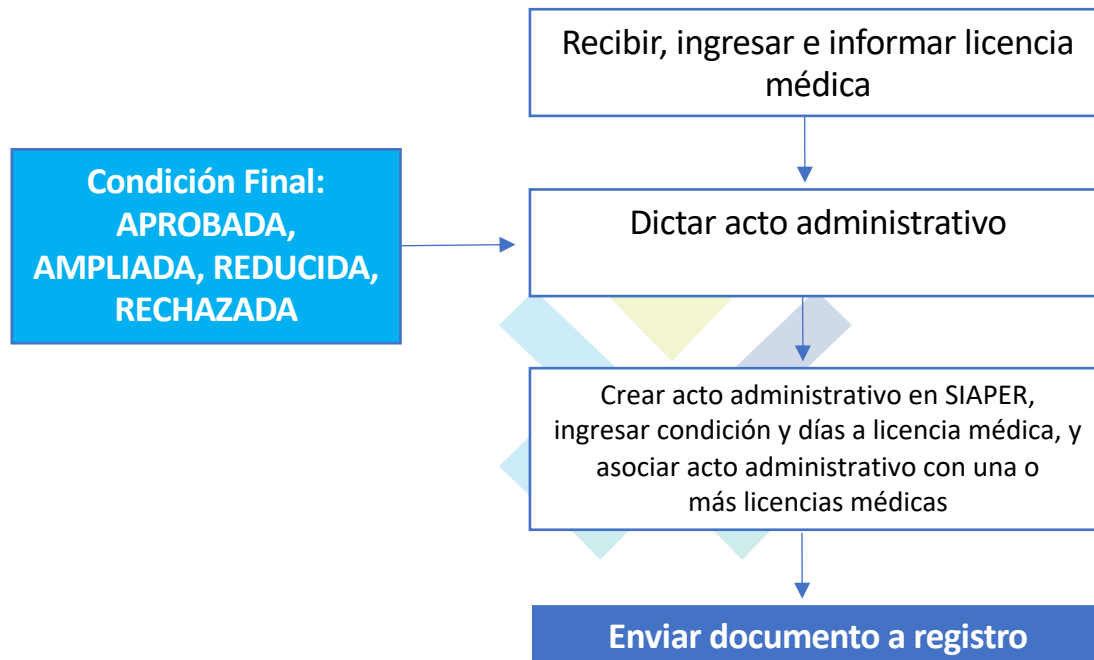 Recibir, ingresar e informar licencia
médica
Condición Final:
APROBADA,
AMPLIADA, REDUCIDA,
RECHAZADA
Dictar acto administrativo
Crear acto administrativo en SIAPER,
ingresar condición y días a licencia médica, y
asociar acto administrativo con una o
más licencias médicas
Enviar documento a registro